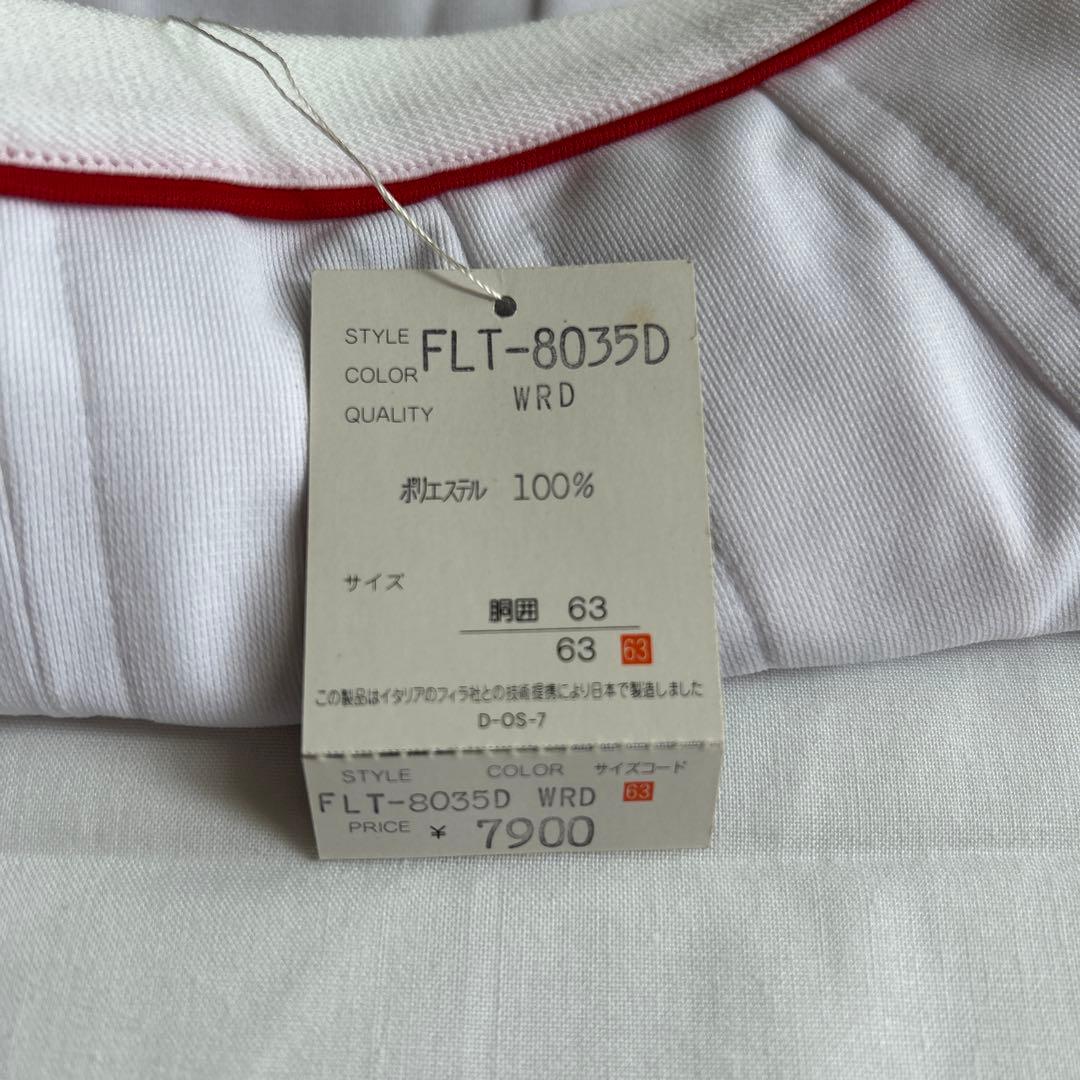 STYLE FLT-8035D
COLOR WRD
QUALITY
ポリエステル 100%
サイズ
胴囲 63
63 63
この製品はイタリアのフィラ社との技術提携により日本で製造しました
D-OS-7
STYLE COLOR サイズコード
FLT-8035D WRD 63
PRICE ¥ 7900